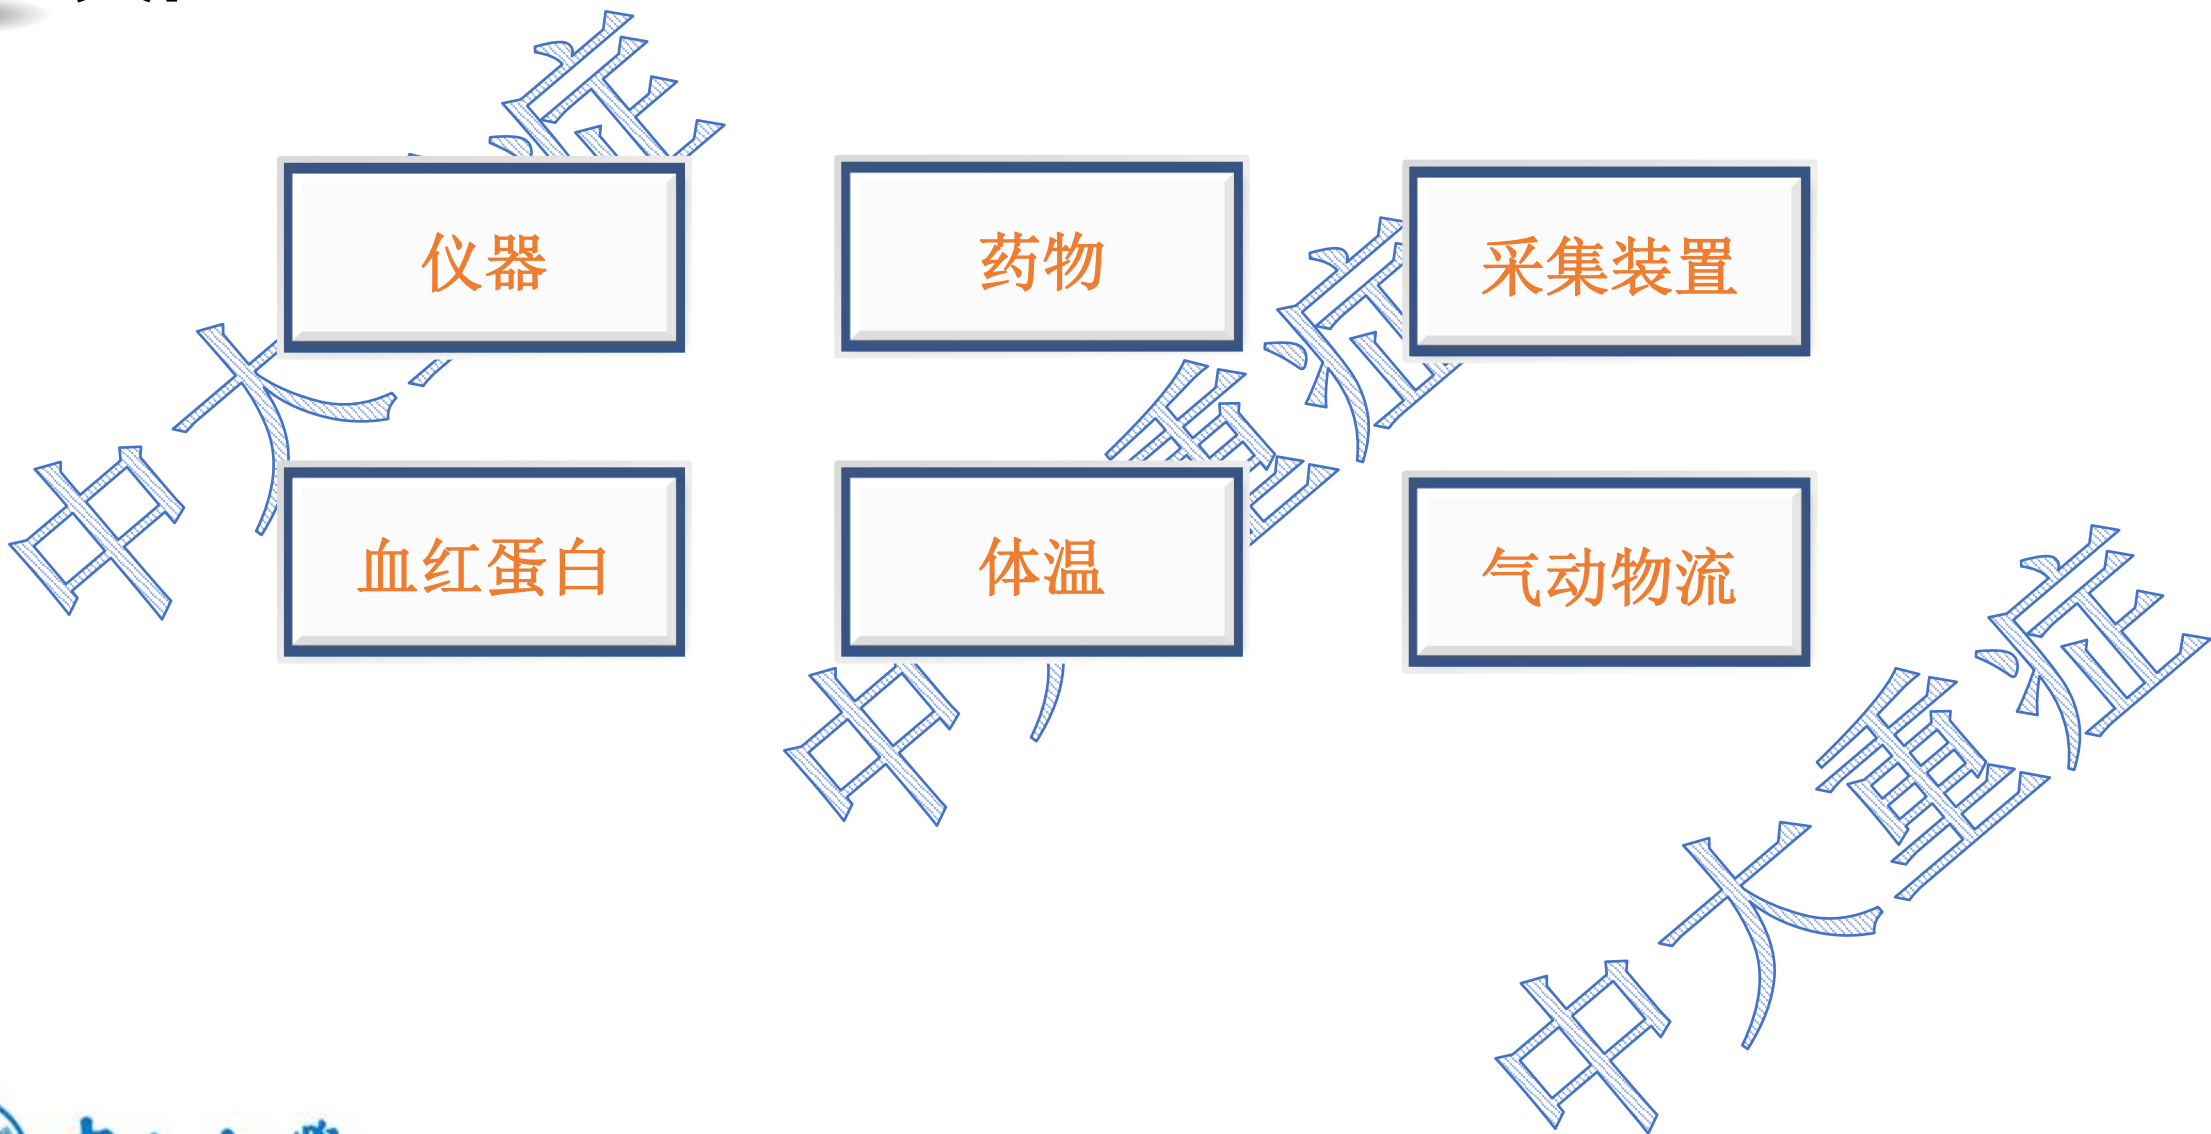 仪器
药物
采集装置
血红蛋白
体温
气动物流
中大重症
中大重症
中大重症